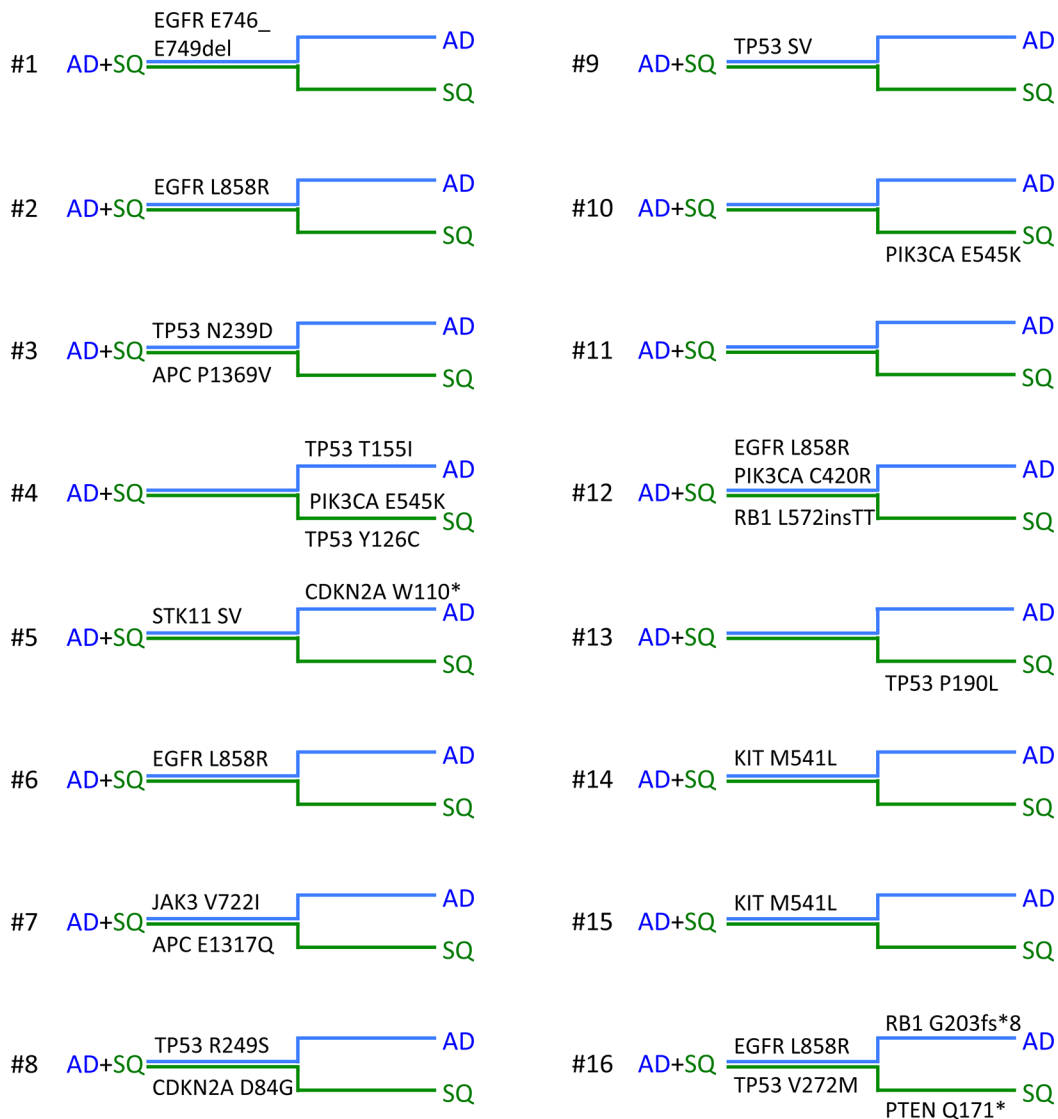 EGFR E746_
E749del
#1 AD+SQ AD
SQ
EGFR L858R
#2 AD+SQ AD
SQ
TP53 N239D
#3 AD+SQ AD
APC P1369V
SQ
TP53 T155I
#4 AD+SQ AD
PIK3CA E545K
SQ
TP53 Y126C
CDKN2A W110*
STK11 SV
#5 AD+SQ AD
SQ
EGFR L858R
#6 AD+SQ AD
SQ
JAK3 V722I
#7 AD+SQ AD
APC E1317Q
SQ
TP53 R249S
#8 AD+SQ AD
CDKN2A D84G
SQ
TP53 SV
#9 AD+SQ AD
SQ
#10 AD+SQ AD
SQ
PIK3CA E545K
#11 AD+SQ AD
SQ
EGFR L858R
PIK3CA C420R
#12 AD+SQ AD
RB1 L572insTT
SQ
#13 AD+SQ AD
SQ
TP53 P190L
KIT M541L
#14 AD+SQ AD
SQ
KIT M541L
#15 AD+SQ AD
SQ
RB1 G203fs*8
EGFR L858R
#16 AD+SQ AD
TP53 V272M
SQ
PTEN Q171*